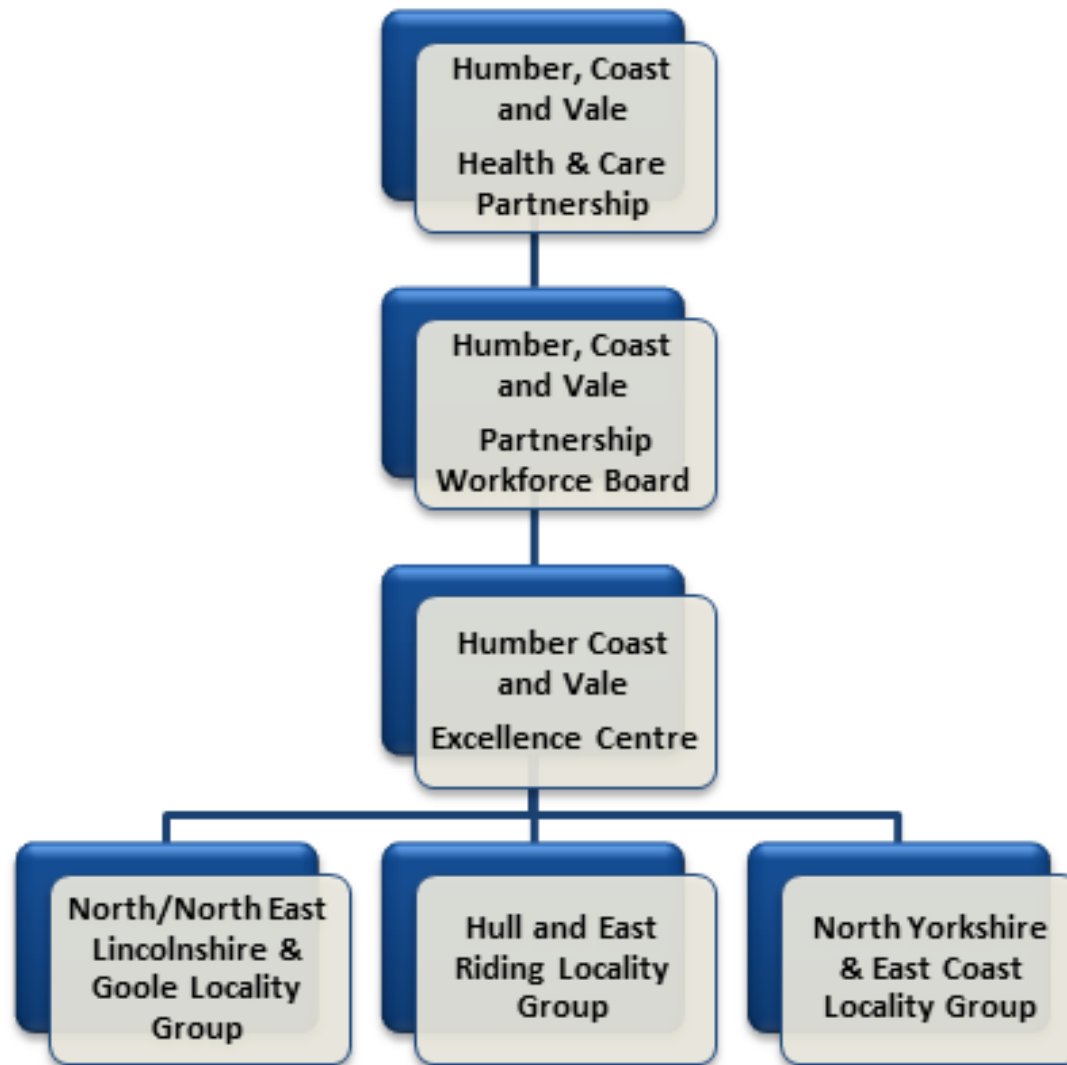 Humber, Coast
and Vale
Health & Care
Partnership
Humber, Coast
and Vale
Partnership
Workforce Board
Humber Coast
and Vale
Excellence Centre
North/North East
Lincolnshire &
Goole Locality
Group
Hull and East
Riding Locality
Group
North Yorkshire
& East Coast
Locality Group